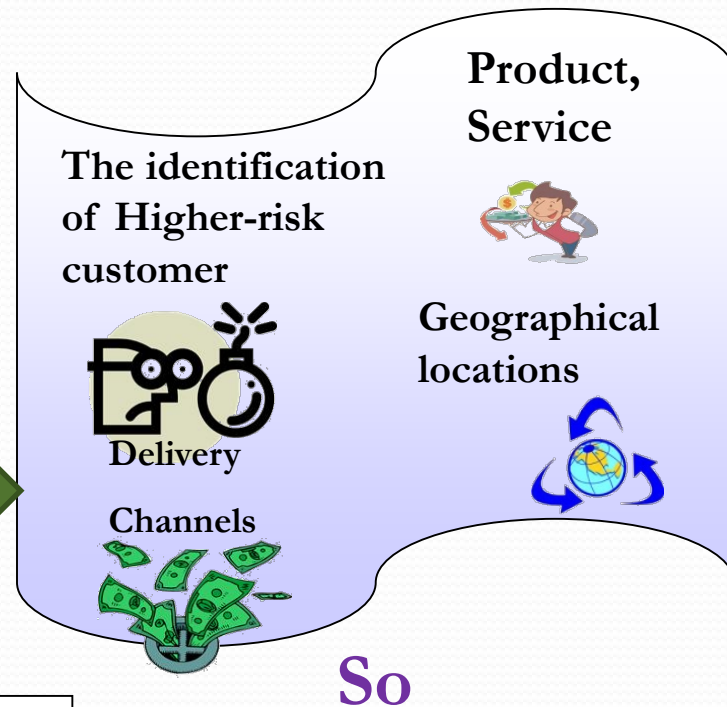 The identification
of Higher-risk
customer
Delivery
Channels
Product,
Service
Geographical
locations
So